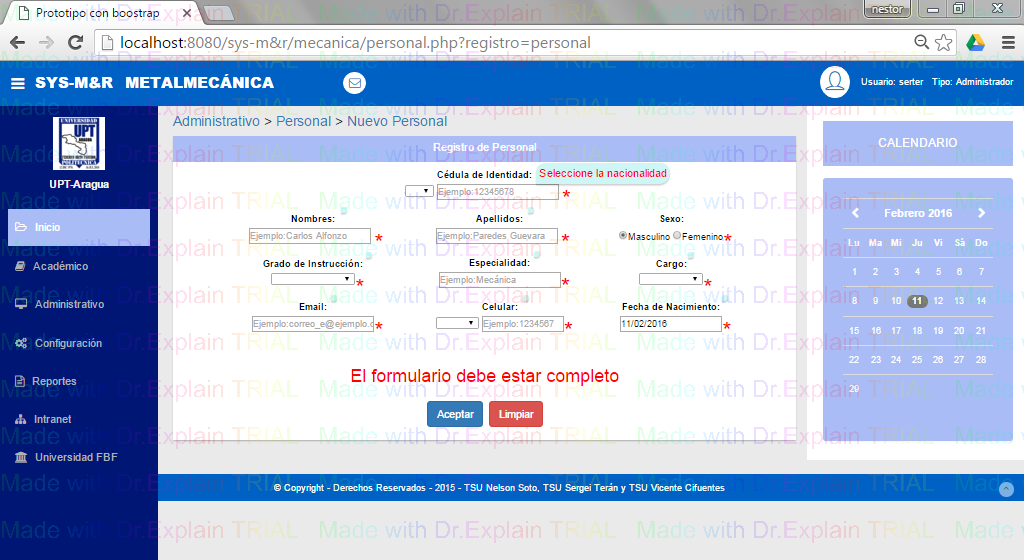 Prototipo con boostrap
nestor
localhost:8080/sys-m&r/mecanica/personal.php?registro=personal
SYS-M&R METALMECÁNICA
Usuario: serter Tipo: Administrador
UNIVERSIDAD
UPT
ARAGUA
POLITÉCNICA
UPT-Aragua
Inicio
Académico
Administrativo
Configuración
Reportes
Intranet
Universidad FBF
Administrativo > Personal > Nuevo Personal
Registro de Personal
Cédula de Identidad:
Seleccione la nacionalidad
Ejemplo:12345678 *
Nombres: Apellidos: Sexo:
Ejemplo:Carlos Alfonzo * Ejemplo:Paredes Guevara * Masculino Femenino *
Grado de Instrucción: Especialidad: Cargo:
* Ejemplo:Mecánica * *
Email: Celular: Fecha de Nacimiento:
Ejemplo:correo_e@ejemplo.c * Ejemplo:1234567 * 11/02/2016 *
El formulario debe estar completo
Aceptar Limpiar
CALENDARIO
Febrero 2016
Lu Ma Mi Ju Vi Sá Do
1 2 3 4 5 6 7
8 9 10 11 12 13 14
15 16 17 18 19 20 21
22 23 24 25 26 27 28
29
© Copyright - Derechos Reservados - 2015 - TSU Nelson Soto, TSU Sergei Terán y TSU Vicente Cifuentes
Made with Dr.Explain TRIAL